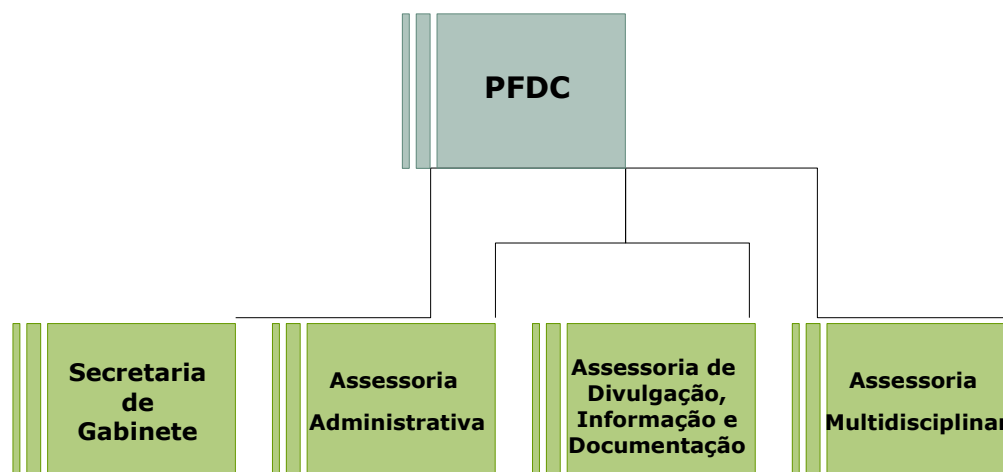 PFDC
Secretaria
de
Gabinete
Assessoria
Administrativa
Assessoria de
Divulgação,
Informação e
Documentação
Assessoria
Multidisciplinar